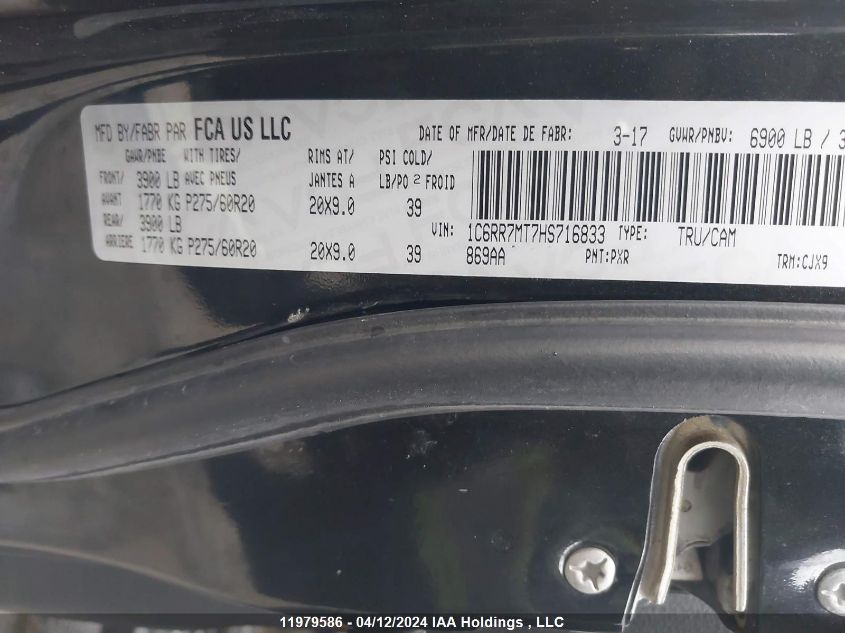 MFD BY/FABR PAR FCA US LLC DATE OF MFR/DATE DE FABR: 3-17 GVWR/PNBV: 6900 LB / 3
GAWR/PNBE WITH TIRES/ RIMS AT/ PSI COLD/
FRONT/ 3900 LB AVEC PNEUS JANTES A LB/PO 2 FROID
AVANT 1770 KG P275/60R20 20X9.0 39
REAR/ 3900 LB VIN: 1C6RR7MT7HS716833 TYPE: TRU/CAM
ARRIERE 1770 KG P275/60R20 20X9.0 39 869AA PNT:PXR TRM:CJX9
11979586 - 04/12/2024 IAA Holdings , LLC